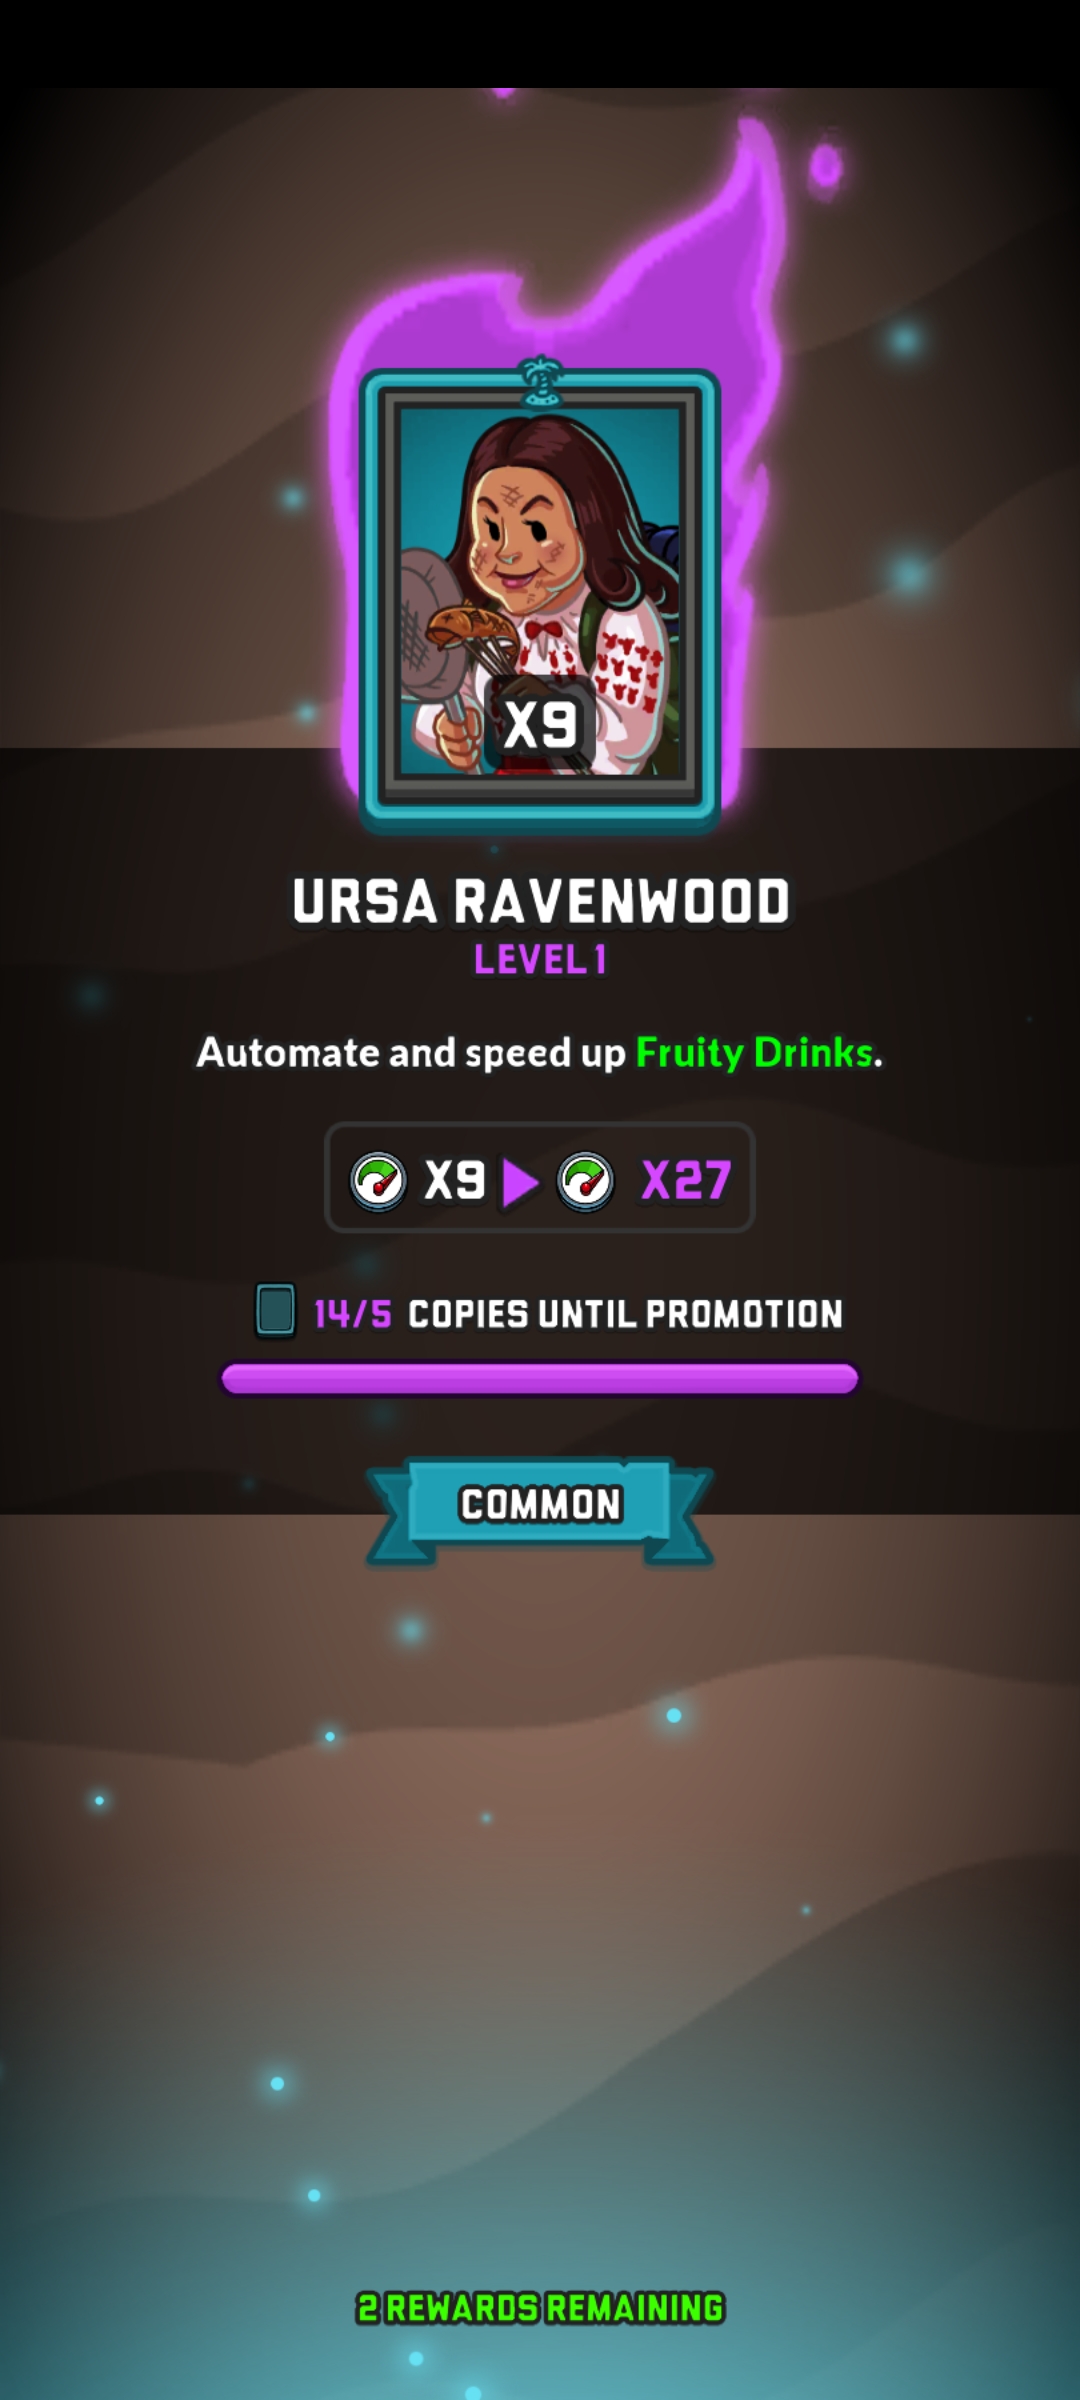 X9
URSA RAVENWOOD
LEVEL 1
Automate and speed up Fruity Drinks.
X9 X27
14/5 COPIES UNTIL PROMOTION
COMMON
2 REWARDS REMAINING